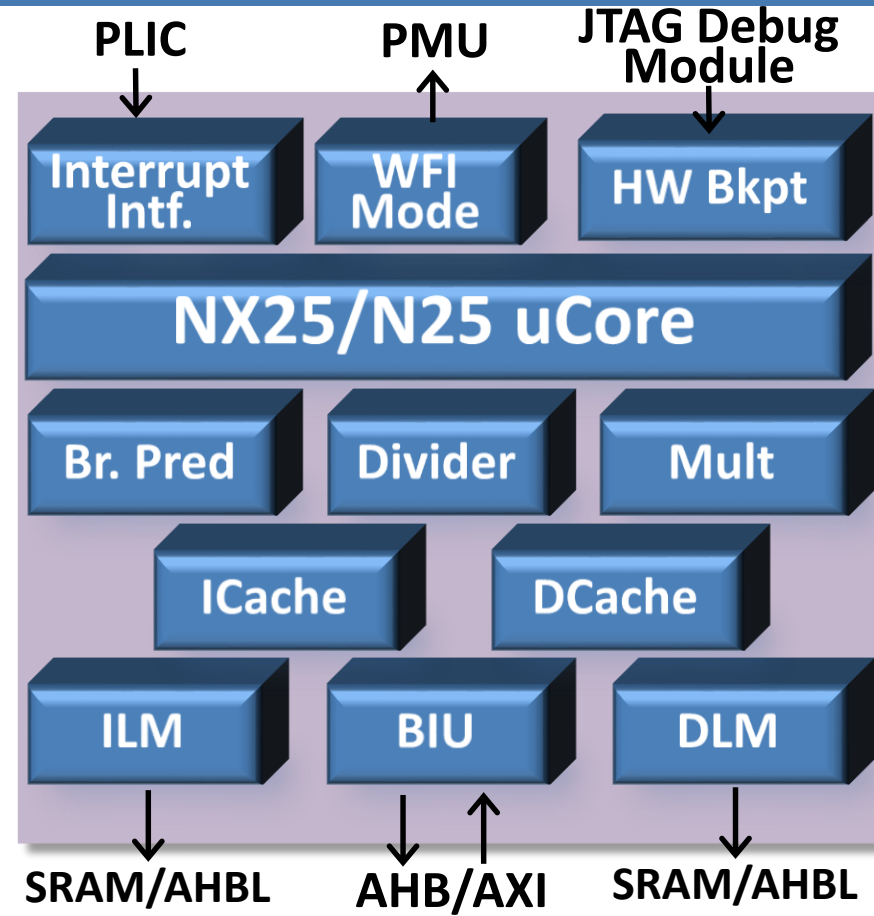 PLIC
PMU
JTAG Debug
Module
Interrupt
Intf.
WFI
Mode
HW Bkpt
NX25/N25 uCore
Br. Pred
Divider
Mult
ICache
DCache
ILM
BIU
DLM
SRAM/AHBL
AHB/AXI
SRAM/AHBL